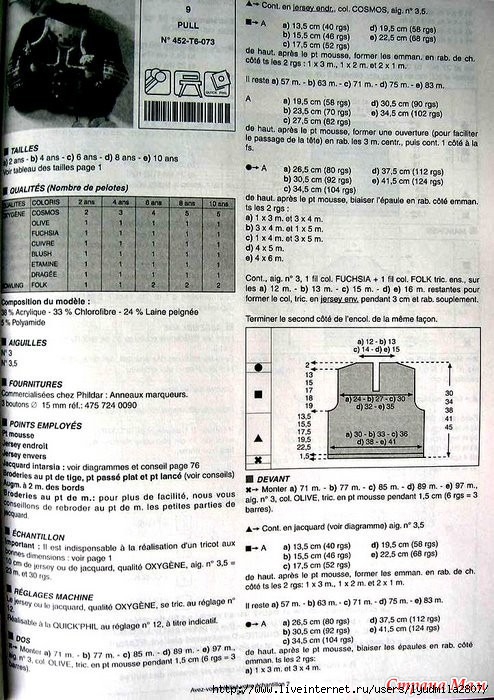 9
PULL
N° 452-T6-073
QUICK PHIL
■ TAILLES
a) 2 ans - b) 4 ans - c) 6 ans - d) 8 ans - e) 10 ans
Voir tableau des tailles page 1
■ QUALITÉS (Nombre de pelotes)
QUALITES COLORIS 2 ans 4 ans 6 ans 8 ans 10 ans
OXYGÈNE COSMOS 2 3 4 5 5
OLIVE 1 1 1 1 1
FUCHSIA 1 1 1 1 1
CUIVRE 1 1 1 1 1
BLUSH 1 1 1 1 1
ETAMINE 1 1 1 1 1
DRAGÉE 1 1 1 1 1
FOLK 1 1 2 2 2
Composition du modèle :
38 % Acrylique - 33 % Chlorofibre - 24 % Laine peignée
5 % Polyamide
■ AIGUILLES
N° 3
N° 3,5
■ FOURNITURES
Commercialisées chez Phildar : Anneaux marqueurs.
3 boutons ∅ 15 mm réf.: 475 724 0090
■ POINTS EMPLOYÉS
Pt mousse
Jersey endroit
Jersey envers
Jacquard intarsia : voir diagrammes et conseil page 76
Broderies au pt de tige, pt passé plat et pt lancé (voir conseils)
Augm. à 2 m. des bords
Broderies au pt de m.: pour plus de facilité, nous vous
conseillons de rebroder au pt de m. les petites parties de
jacquard.
■ ÉCHANTILLON
Important : Il est indispensable à la réalisation d'un tricot aux
bonnes dimensions : voir page 1
10 cm de jersey ou de jacquard, qualité OXYGÈNE, aig. n° 3,5 =
23 m. et 30 rgs.
■ RÉGLAGES MACHINE
Le jersey ou le jacquard, qualité OXYGÈNE, se tric. au réglage n°
12.
Réalisable à la QUICK'PHIL au réglage n° 12, à titre indicatif.
■ DOS
✖→ Monter a) 71 m. - b) 77 m. - c) 85 m. - d) 89 m. - e) 97 m.,
aig. n° 3, col. OLIVE, tric. en pt mousse pendant 1,5 cm (6 rgs = 3
barres).
▲→ Cont. en jersey endr., col. COSMOS, aig. n° 3,5.
■→ A a) 13,5 cm (40 rgs) d) 19,5 cm (58 rgs)
b) 15,5 cm (46 rgs) e) 22,5 cm (68 rgs)
c) 17,5 cm (52 rgs)
de haut. après le pt mousse, former les emman. en rab. de ch.
côté ts les 2 rgs : 1 x 3 m., 1 x 2 m. et 2 x 1 m.
Il reste a) 57 m. - b) 63 m. - c) 71 m. - d) 75 m. - e) 83 m.
A a) 19,5 cm (58 rgs) d) 30,5 cm (90 rgs)
b) 23,5 cm (70 rgs) e) 34,5 cm (102 rgs)
c) 27,5 cm (82 rgs)
de haut. après le pt mousse, former une ouverture (pour faciliter
le passage de la tête) en rab. les 3 m. centr., puis cont. 1 côté à la
fs.
●→ A a) 26,5 cm (80 rgs) d) 37,5 cm (112 rgs)
b) 30,5 cm (92 rgs) e) 41,5 cm (124 rgs)
c) 34,5 cm (104 rgs)
de haut. après le pt mousse, biaiser l'épaule en rab. côté emman.
ts les 2 rgs :
a) 1 x 3 m. et 3 x 4 m.
b) 3 x 4 m. et 1 x 5 m.
c) 1 x 4 m. et 3 x 5 m.
d) 4 x 5 m.
e) 4 x 6 m.
Cont., aig. n° 3, 1 fil col. FUCHSIA + 1 fil col. FOLK tric. ens., sur
les a) 12 m. - b) 13 m. - c) 15 m. - d) e) 16 m. restantes pour
former le col, tric. en jersey env. pendant 3 cm et rab. souplement.
Terminer le second côté de l'encol. de la même façon.
a) 12 - b) 13
c) 14 - d) e) 15
2
13
15
17
18
19
a) 24 - b) 27 - c) 30
d) 32 - e) 35
13,5
15,5
17,5
19,5
22,5
1,5
a) 30 - b) 33 - c) 36
d) 38 - e) 41
30
34
38
41
45
■ DEVANT
✖→ Monter a) 71 m. - b) 77 m. - c) 85 m. - d) 89 m. - e) 97 m.,
aig. n° 3, col. OLIVE, tric. en pt mousse pendant 1,5 cm (6 rgs = 3
barres).
▲→ Cont. en jacquard (voir diagramme) aig. n° 3,5
■→ A a) 13,5 cm (40 rgs) d) 19,5 cm (58 rgs)
b) 15,5 cm (46 rgs) e) 22,5 cm (68 rgs)
c) 17,5 cm (52 rgs)
de haut. après le pt mousse, former les emman. en rab. de ch.
côté ts les 2 rgs: 1 x 3 m., 1 x 2 m. et 2 x 1 m.
Il reste a) 57 m. - b) 63 m. - c) 71 m. - d) 75 m. - e) 83 m.
●→ A a) 26,5 cm (80 rgs) d) 37,5 cm (112 rgs)
b) 30,5 cm (92 rgs) e) 41,5 cm (124 rgs)
c) 34,5 cm (104 rgs)
de haut. après le pt mousse, biaiser les épaules en rab. côté
emman. ts les 2 rgs:
a) 1 x 3 m. et 3 x 4 m.
Страна Мам
http://www.liveinternet.ru/users/lyudmila2807/